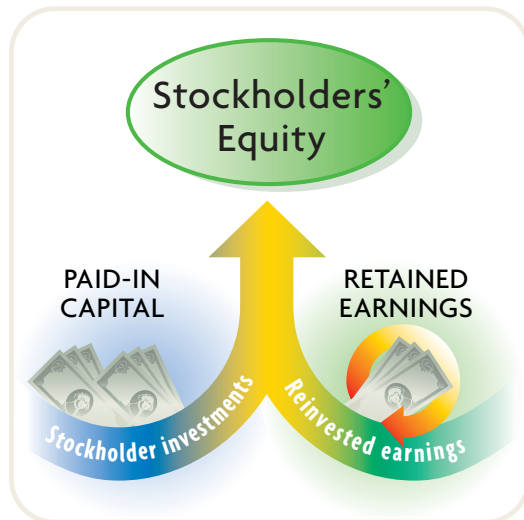 Stockholders’
Equity
PAID-IN
CAPITAL
RETAINED
EARNINGS
Stockholder investments
Reinvested earnings